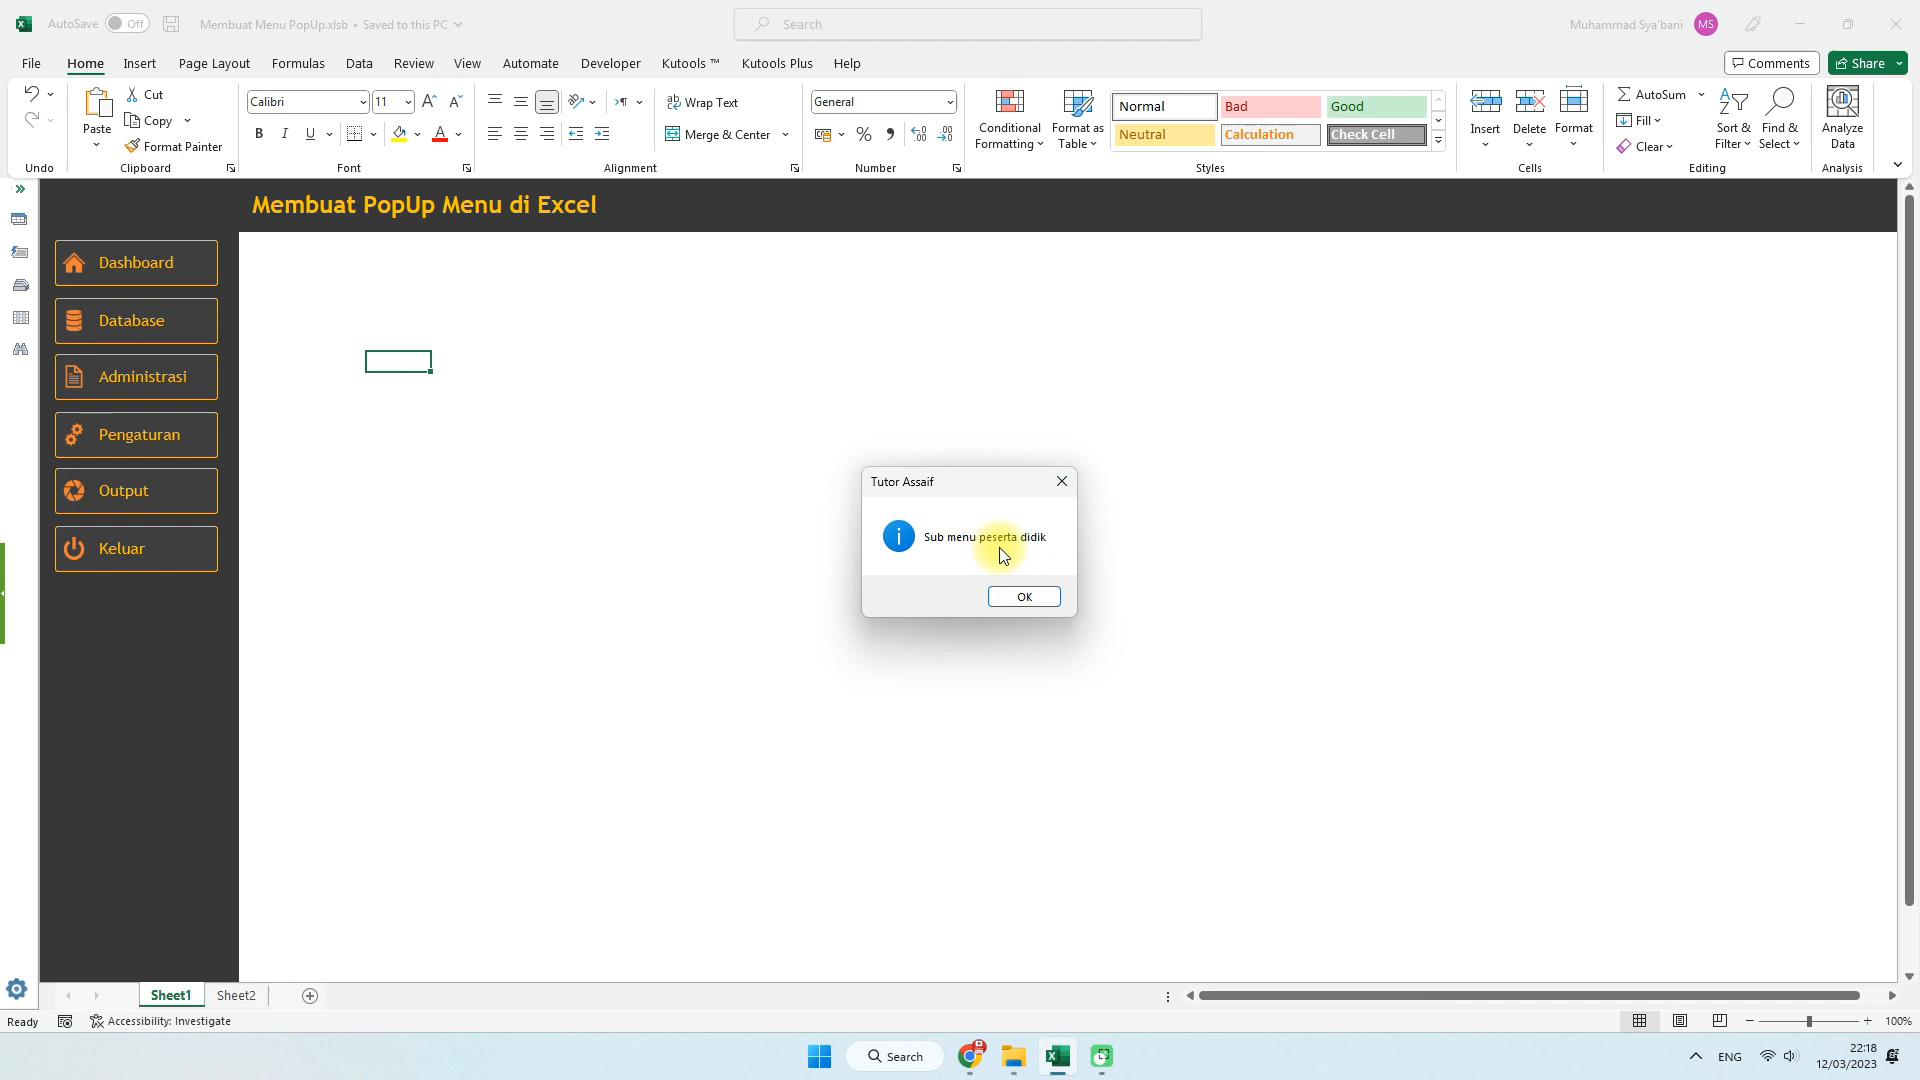 AutoSave Off Membuat Menu PopUp.xlsb • Saved to this PC Search Muhammad Sya'bani MS
File Home Insert Page Layout Formulas Data Review View Automate Developer Kutools ™ Kutools Plus Help Comments Share
Paste Cut Copy Format Painter
Calibri 11
B I U A
Wrap Text
Merge & Center
General
Conditional Formatting Format as Table
Normal Bad Good
Neutral Calculation Check Cell
Insert Delete Format
AutoSum
Fill
Clear
Sort & Filter Find & Select
Analyze Data
Undo Clipboard Font Alignment Number Styles Cells Editing Analysis
Membuat PopUp Menu di Excel
Dashboard
Database
Administrasi
Pengaturan
Output
Keluar
Tutor Assaif
Sub menu peserta didik
OK
Sheet1 Sheet2
Ready Accessibility: Investigate 100%
Search ENG 22:18
12/03/2023